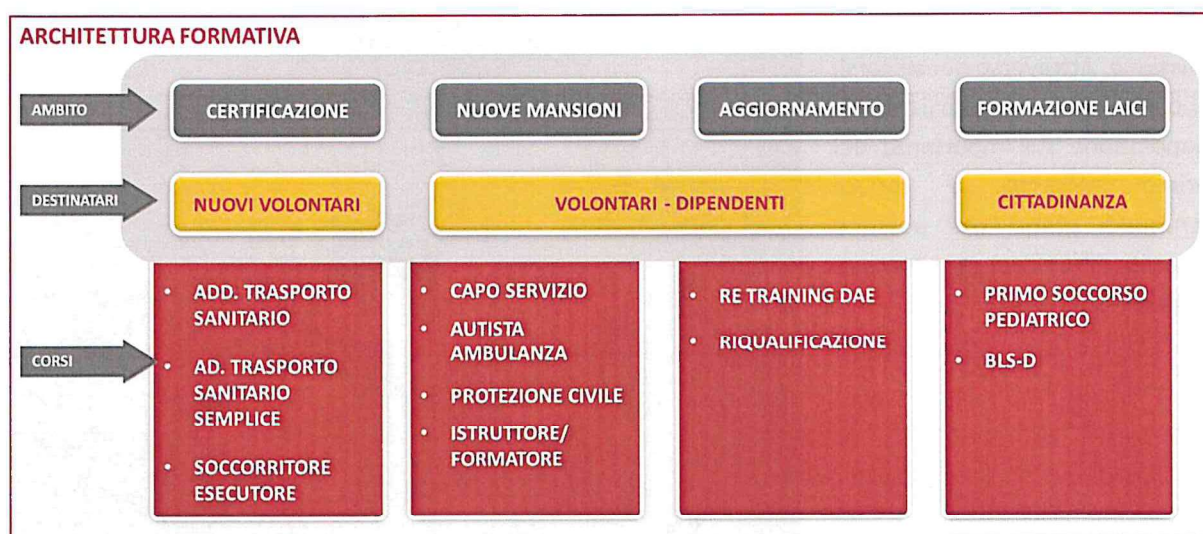 ARCHITETTURA FORMATIVA
AMBITO
CERTIFICAZIONE
NUOVE MANSIONI
AGGIORNAMENTO
FORMAZIONE LAICI
DESTINATARI
NUOVI VOLONTARI
VOLONTARI - DIPENDENTI
CITTADINANZA
CORSI
• ADD. TRASPORTO
SANITARIO
• AD. TRASPORTO
SANITARIO
SEMPLICE
• SOCCORRITORE
ESECUTORE
• CAPO SERVIZIO
• AUTISTA
AMBULANZA
• PROTEZIONE CIVILE
• ISTRUTTORE/
FORMATORE
• RE TRAINING DAE
• RIQUALIFICAZIONE
• PRIMO SOCCORSO
PEDIATRICO
• BLS-D